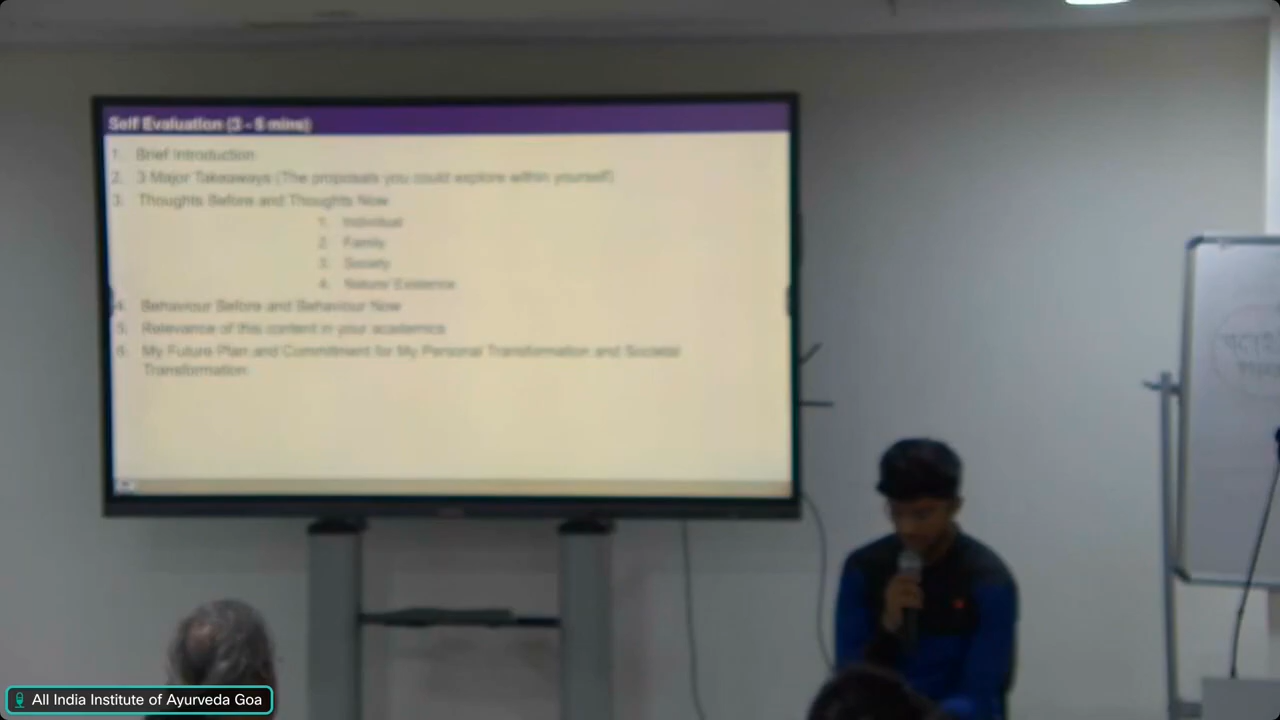 Self Evaluation (3 - 5 mins)
1. Brief Introduction
2. 3 Major Takeaways (The proposals you could explore within yourself)
3. Thoughts Before and Thoughts Now
1. Individual
2. Family
3. Society
4. Nature/ Existence
4. Behaviour Before and Behaviour Now
5. Relevance of this content in your academics
6. My Future Plan and Commitment for My Personal Transformation and Societal
Transformation
All India Institute of Ayurveda Goa